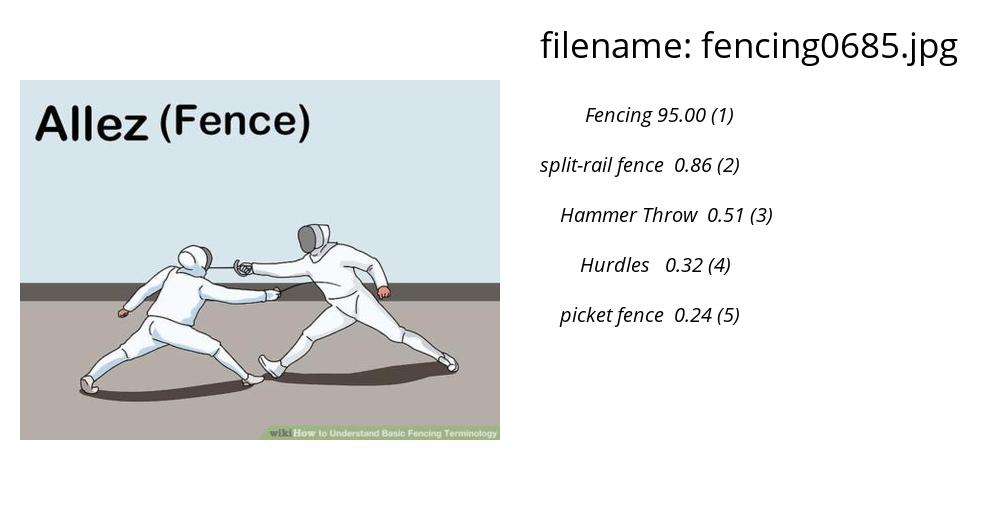 filename: fencing0685.jpg
Allez (Fence)
Fencing 95.00 (1)
split-rail fence 0.86 (2)
Hammer Throw 0.51 (3)
Hurdles 0.32 (4)
picket fence 0.24 (5)
wikiHow to Understand Basic Fencing Terminology